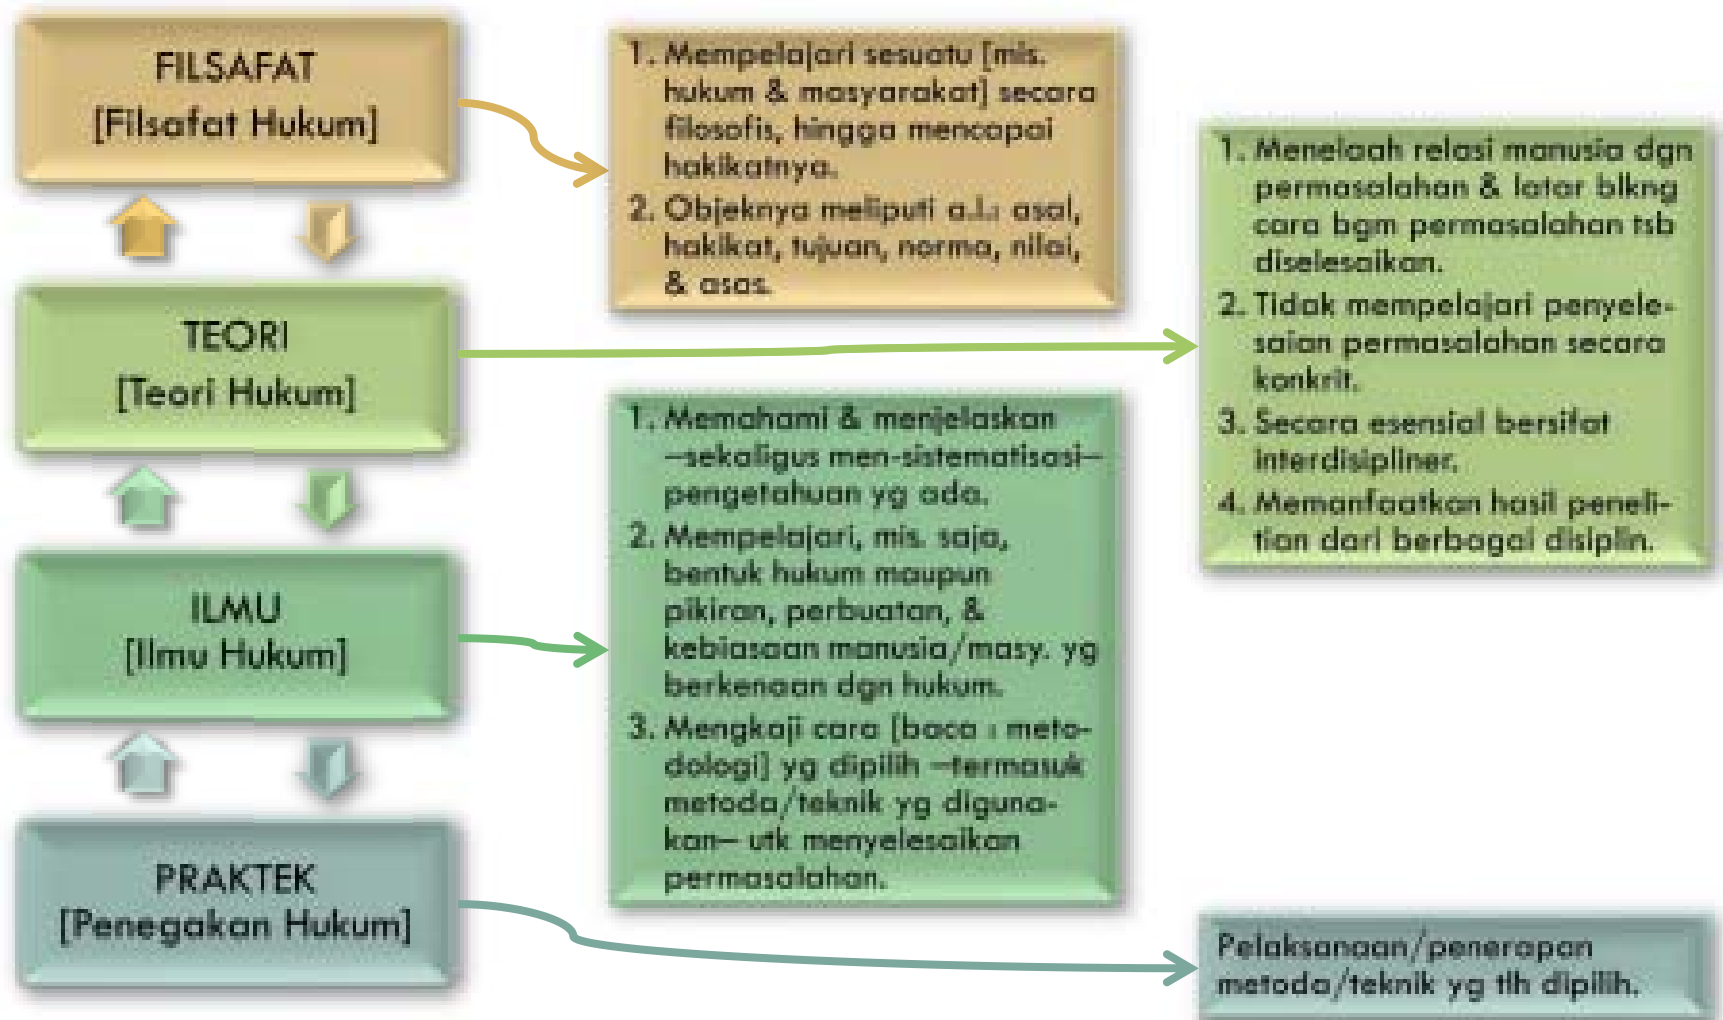 FILSAFAT
[Filsafat Hukum]
1. Mempelajari sesuatu [mis.
hukum & masyarakat] secara
filosofis, hingga mencapai
hakikatnya.
2. Objeknya meliputi a.l.: asal,
hakikat, tujuan, norma, nilai,
& asas.
TEORI
[Teori Hukum]
1. Menelaah relasi manusia dgn
permasalahan & latar blkng
cara bgm permasalahan tsb
diselesaikan.
2. Tidak mempelajari penyele-
saian permasalahan secara
konkrit.
3. Secara esensial bersifat
interdisipliner.
4. Memanfaatkan hasil peneli-
tian dari berbagai disiplin.
ILMU
[Ilmu Hukum]
1. Memahami & menjelaskan
–sekaligus men-sistematisasi–
pengetahuan yg ada.
2. Mempelajari, mis. saja,
bentuk hukum maupun
pikiran, perbuatan, &
kebiasaan manusia/masy. yg
berkenaan dgn hukum.
3. Mengkaji cara [baca : meto-
dologi] yg dipilih –termasuk
metoda/teknik yg diguna-
kan– utk menyelesaikan
permasalahan.
PRAKTEK
[Penegakan Hukum]
Pelaksanaan/penerapan
metoda/teknik yg tlh dipilih.